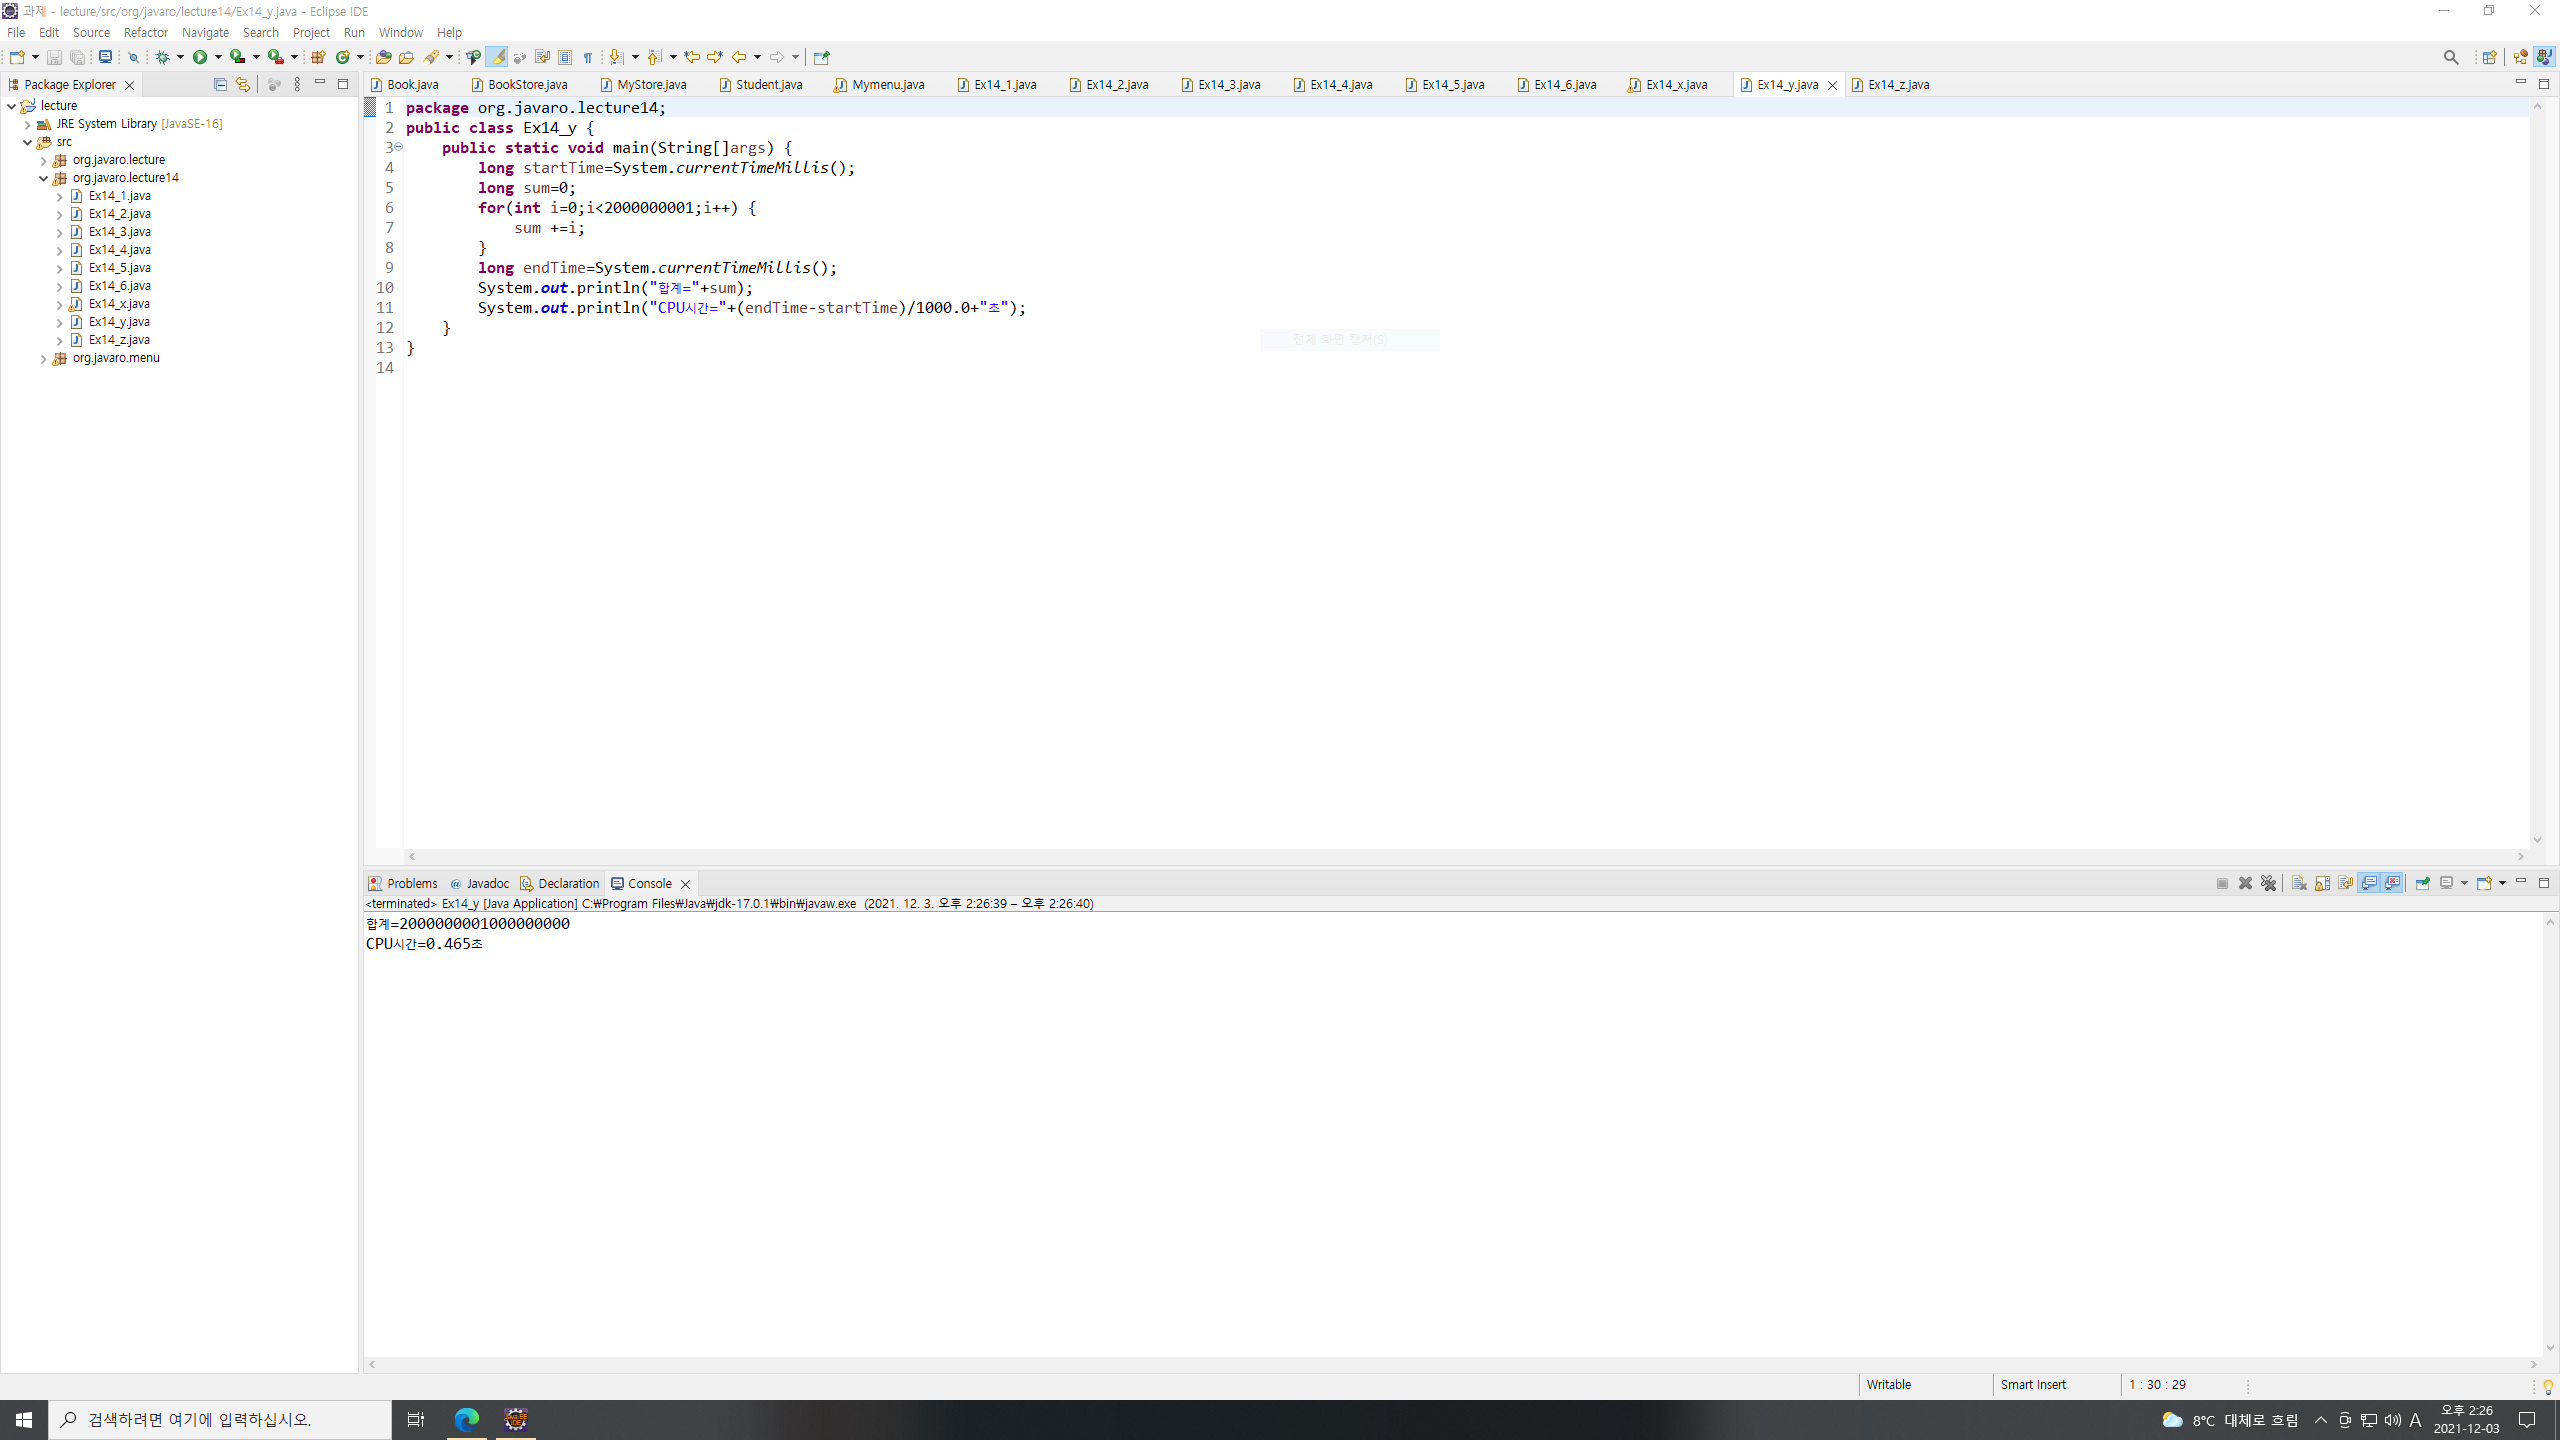 과제 - lecture/src/org/javaro/lecture14/Ex14_y.java - Eclipse IDE
File Edit Source Refactor Navigate Search Project Run Window Help
Package Explorer
Book.java BookStore.java MyStore.java Student.java Mymenu.java Ex14_1.java Ex14_2.java Ex14_3.java Ex14_4.java Ex14_5.java Ex14_6.java Ex14_x.java Ex14_y.java Ex14_z.java
lecture
JRE System Library [JavaSE-16]
src
org.javaro.lecture
org.javaro.lecture14
Ex14_1.java
Ex14_2.java
Ex14_3.java
Ex14_4.java
Ex14_5.java
Ex14_6.java
Ex14_x.java
Ex14_y.java
Ex14_z.java
org.javaro.menu
1 package org.javaro.lecture14;
2 public class Ex14_y {
3 public static void main(String[]args) {
4 long startTime=System.currentTimeMillis();
5 long sum=0;
6 for(int i=0;i<2000000001;i++) {
7 sum +=i;
8 }
9 long endTime=System.currentTimeMillis();
10 System.out.println("합계="+sum);
11 System.out.println("CPU시간="+(endTime-startTime)/1000.0+"초");
12 }
13 }
14
전체 화면 캡처(S)
Problems Javadoc Declaration Console
<terminated> Ex14_y [Java Application] C:₩Program Files₩Java₩jdk-17.0.1₩bin₩javaw.exe (2021. 12. 3. 오후 2:26:39 – 오후 2:26:40)
합계=2000000001000000000
CPU시간=0.465초
Writable Smart Insert 1 : 30 : 29
검색하려면 여기에 입력하십시오.
8°C 대체로 흐림 A 오후 2:26
2021-12-03